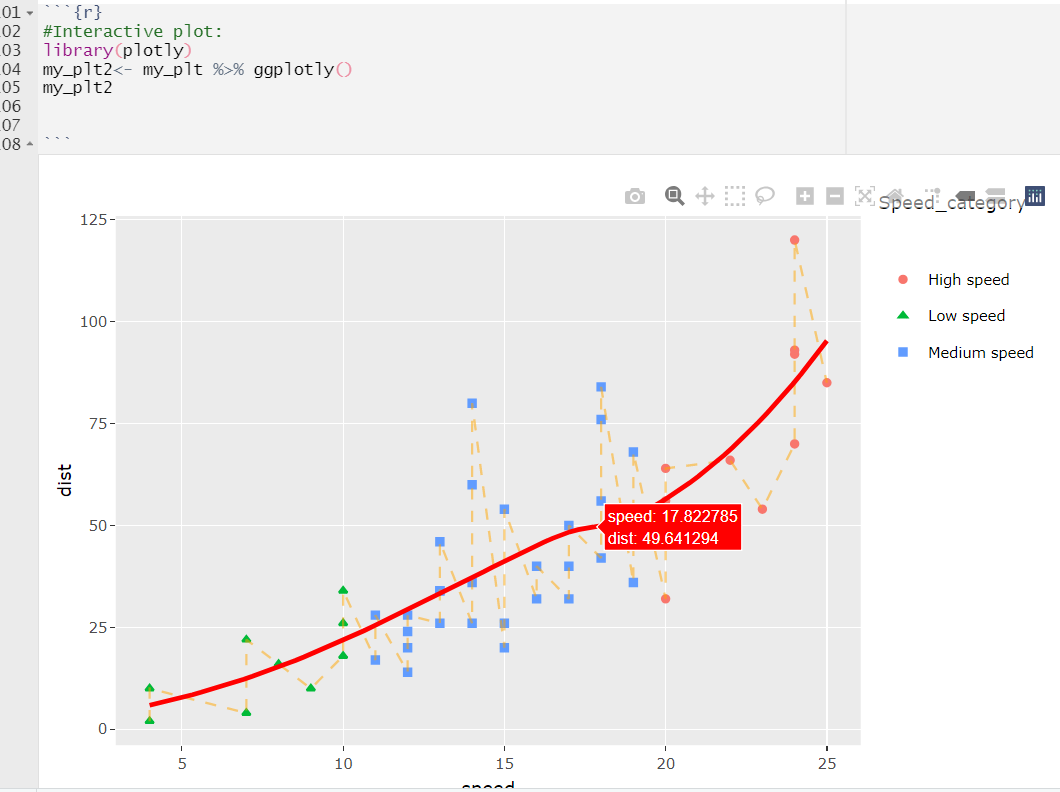 01 ```{r}
02 #Interactive plot:
03 library(plotly)
04 my_plt2<- my_plt %>% ggplotly()
05 my_plt2
06
07
08 ```
Speed_category
125
100
75
50
25
0
dist
High speed
Low speed
Medium speed
speed: 17.822785
dist: 49.641294
5 10 15 20 25
speed